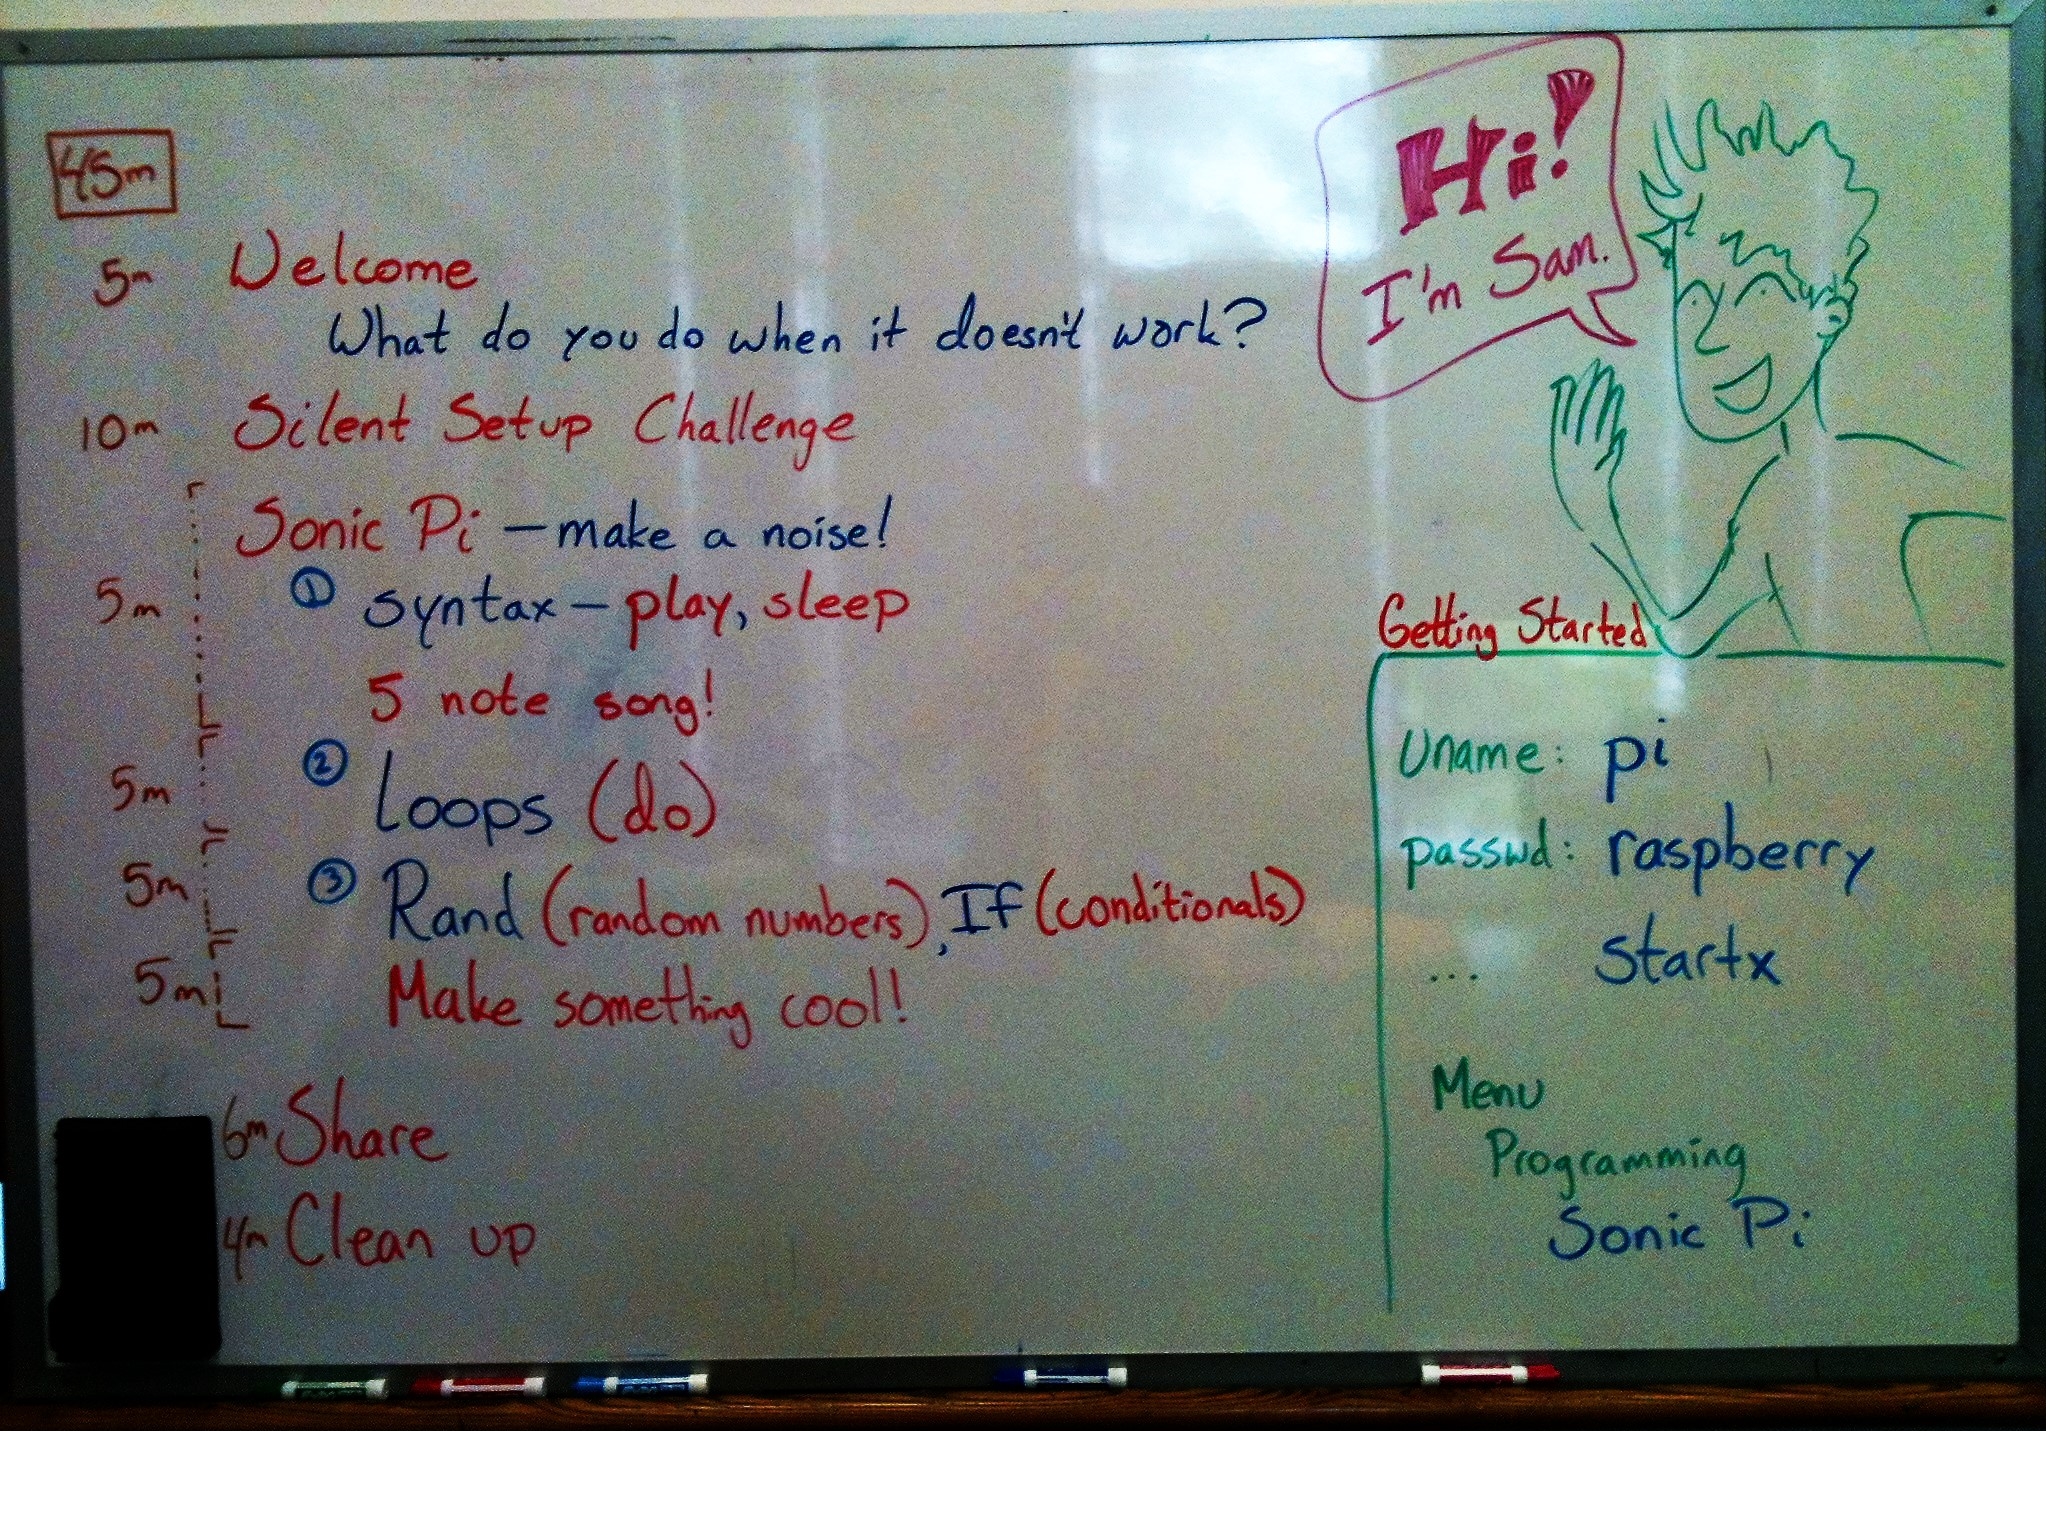 45m
5m Welcome
What do you do when it doesn't work?
10m Silent Setup Challenge
Sonic Pi – make a noise!
5m ① syntax – play, sleep
5 note song!
5m ② Loops (do)
5m ③ Rand (random numbers), If (conditionals)
5m Make something cool!
6m Share
4m Clean up
Hi!
I'm Sam.
Getting Started
Uname: pi
passwd: raspberry
... startx
Menu
Programming
Sonic Pi